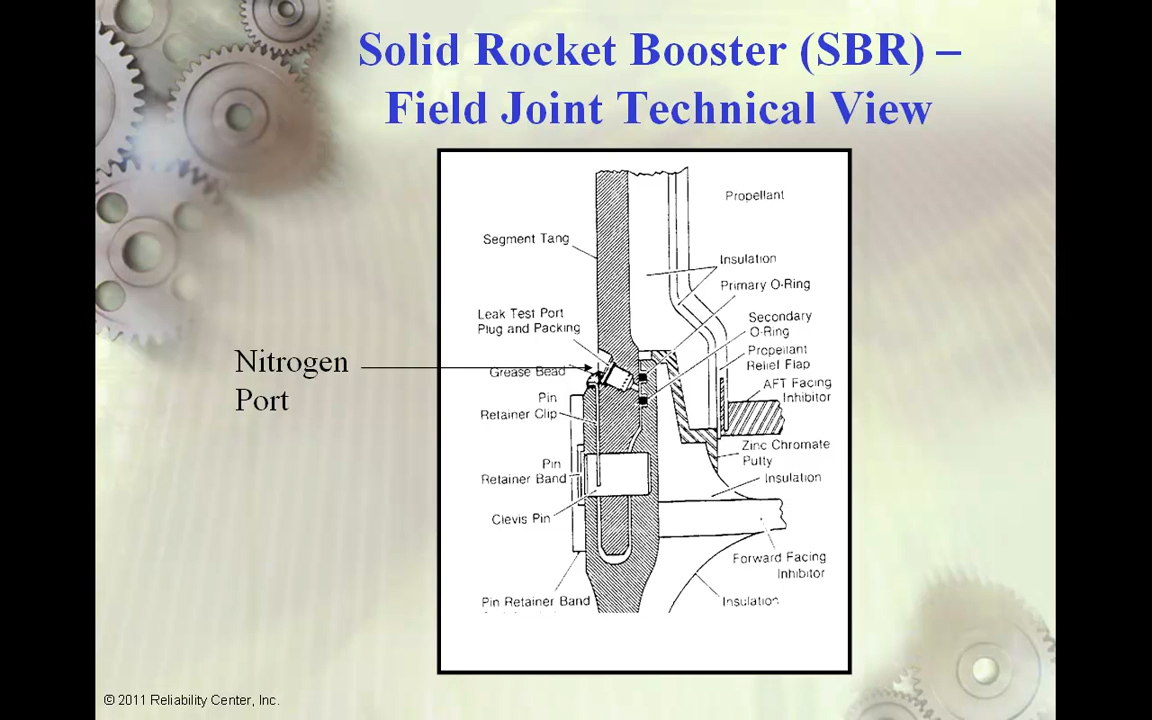 Solid Rocket Booster (SBR) –
Field Joint Technical View
Propellant
Segment Tang
Insulation
Primary O-Ring
Leak Test Port
Plug and Packing
Secondary
O-Ring
Nitrogen
Port
Propellant
Relief Flap
Grease Bead
AFT Facing
Inhibitor
Pin
Retainer Clip
Zinc Chromate
Putty
Pin
Retainer Band
Insulation
Clevis Pin
Forward Facing
Inhibitor
Pin Retainer Band
Insulation
© 2011 Reliability Center, Inc.